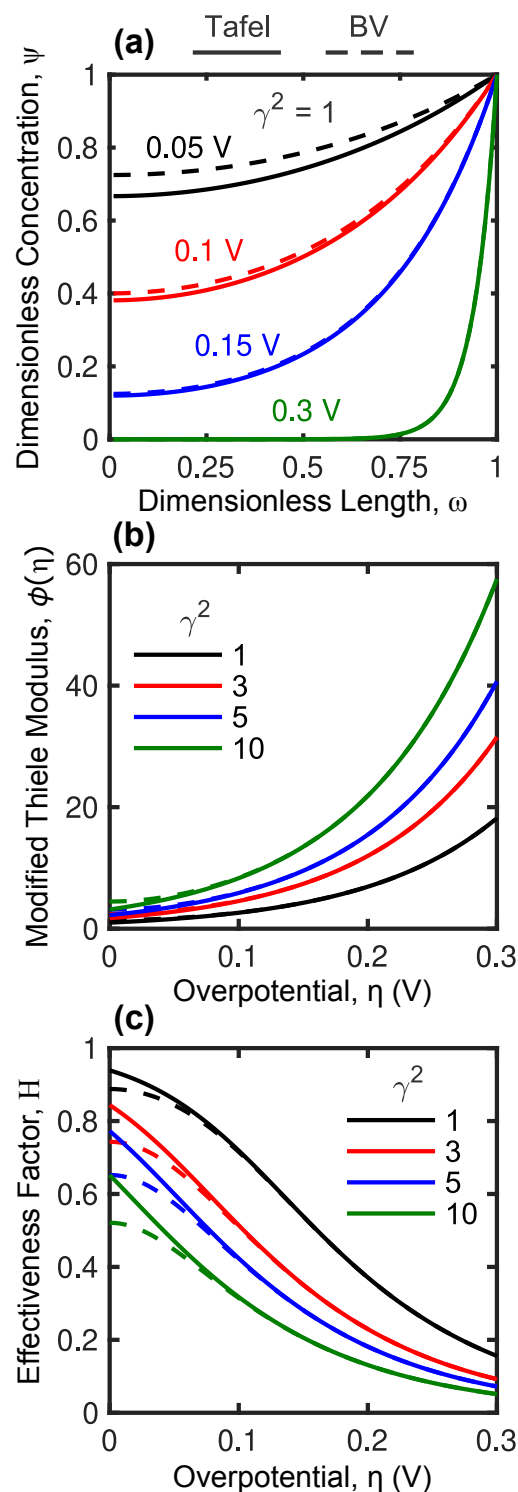 Tafel BV
(a)
Dimensionless Concentration, ψ
1
0.8
0.6
0.4
0.2
0
γ² = 1
0.05 V
0.1 V
0.15 V
0.3 V
0 0.25 0.5 0.75 1
Dimensionless Length, ω
(b)
Modified Thiele Modulus, ϕ(η)
60
40
20
0
γ²
1
3
5
10
0 0.1 0.2 0.3
Overpotential, η (V)
(c)
Effectiveness Factor, H
1
0.8
0.6
0.4
0.2
0
γ²
1
3
5
10
0 0.1 0.2 0.3
Overpotential, η (V)